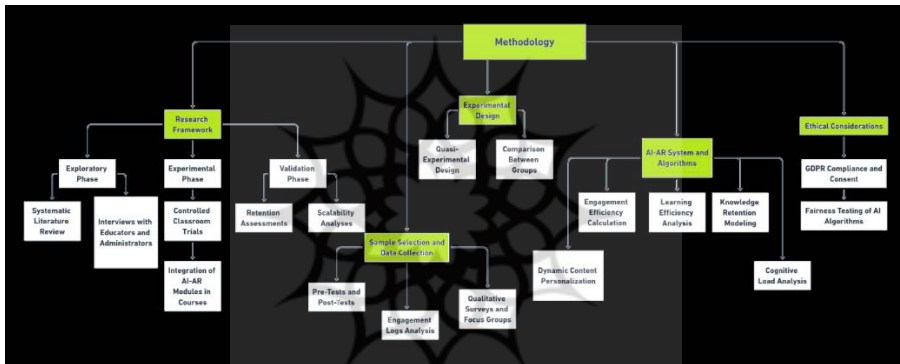 Methodology
Research
Framework
Exploratory
Phase
Systematic
Literature
Review
Interviews with
Educators and
Administrators
Experimental
Phase
Controlled
Classroom
Trials
Integration of
AI-AR
Modules in
Courses
Validation
Phase
Retention
Assessments
Scalability
Analyses
Sample Selection and
Data Collection
Pre-Tests and
Post-Tests
Engagement
Logs Analysis
Qualitative
Surveys and
Focus Groups
Experimental
Design
Quasi-
Experimental
Design
Comparison
Between
Groups
AI-AR System and
Algorithms
Dynamic Content
Personalization
Engagement
Efficiency
Calculation
Learning
Efficiency
Analysis
Knowledge
Retention
Modeling
Cognitive
Load Analysis
Ethical Considerations
GDPR Compliance and
Consent
Fairness Testing of AI
Algorithms